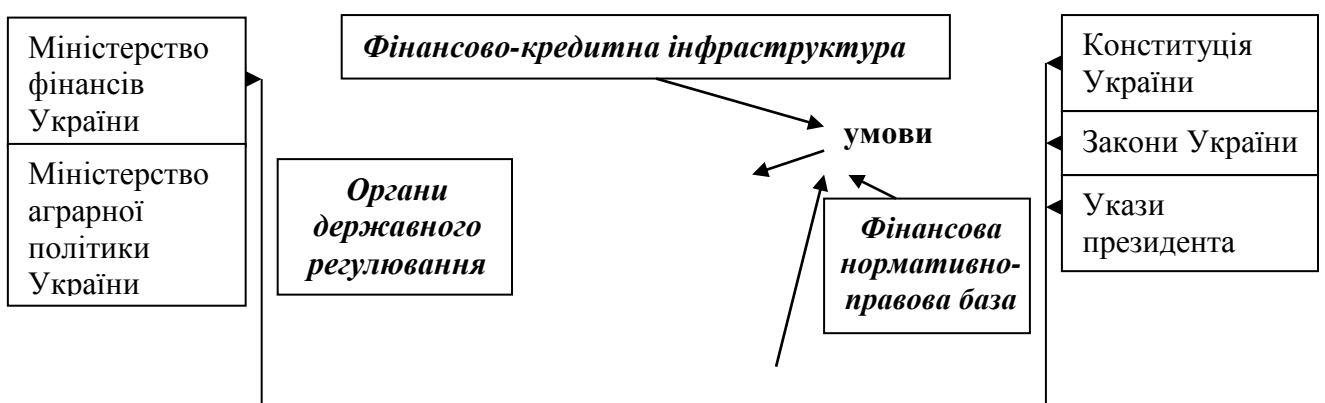 Міністерство
фінансів
України
Міністерство
аграрної
політики
України
Фінансово-кредитна інфраструктура
умови
Органи
державного
регулювання
Фінансова
нормативно-
правова база
Конституція
України
Закони України
Укази
президента